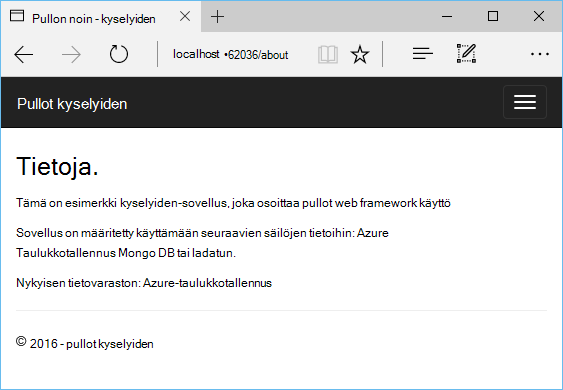 Pullon noin - kyselyiden
localhost •62036/about
Pullot kyselyiden
Tietoja.
Tämä on esimerkki kyselyiden-sovellus, joka osoittaa pullot web framework käyttö
Sovellus on määritetty käyttämään seuraavien säilöjen tietoihin: Azure
Taulukkotallennus Mongo DB tai ladatun.
Nykyisen tietovaraston: Azure-taulukkotallennus
© 2016 - pullot kyselyiden